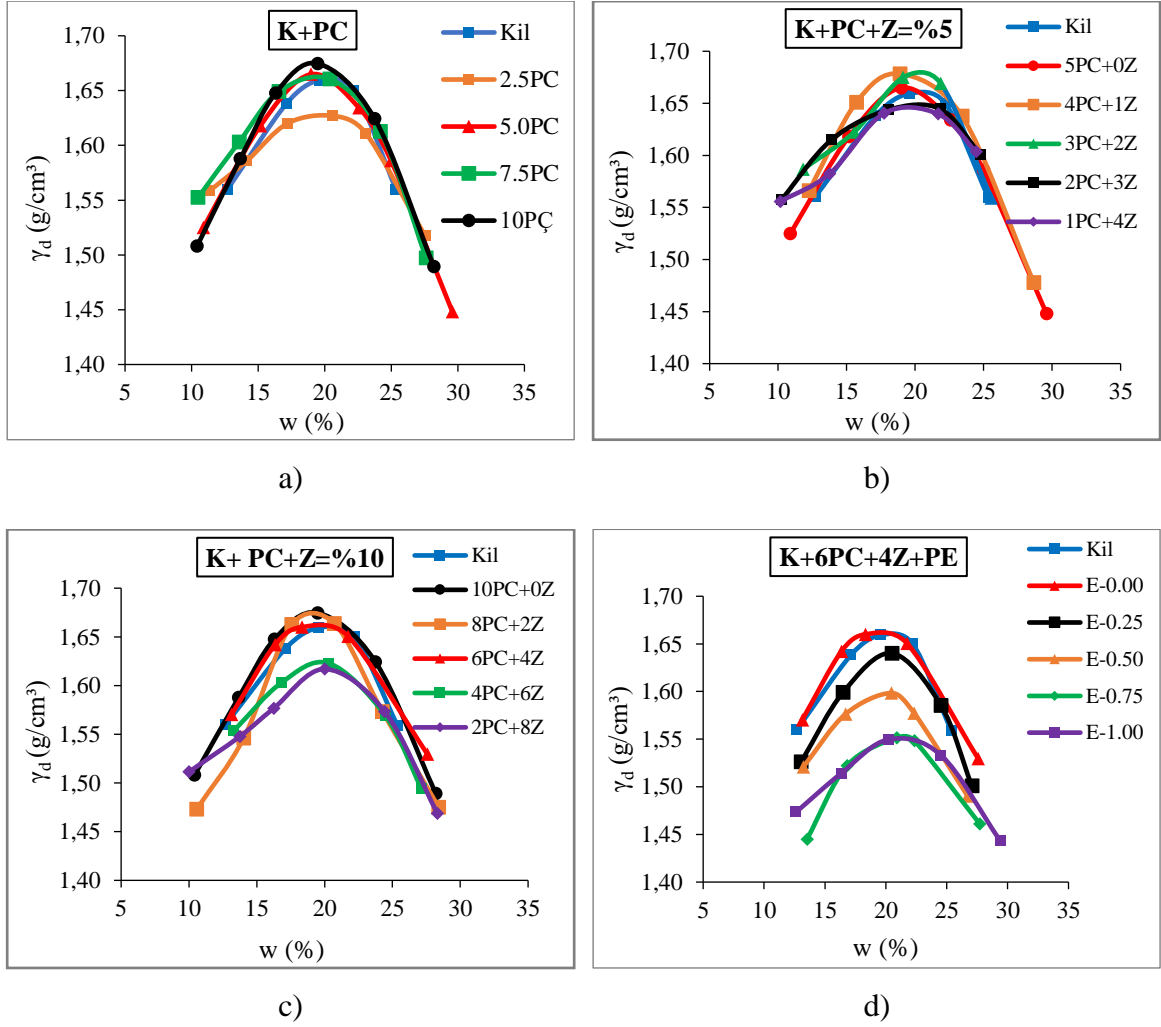 K+PC
1,70
1,65
1,60
1,55
1,50
1,45
1,40
γd (g/cm³)
5 10 15 20 25 30 35
w (%)
Kil
2.5PC
5.0PC
7.5PC
10PÇ
a)
K+PC+Z=%5
1,70
1,65
1,60
1,55
1,50
1,45
1,40
γd (g/cm³)
5 10 15 20 25 30 35
w (%)
Kil
5PC+0Z
4PC+1Z
3PC+2Z
2PC+3Z
1PC+4Z
b)
K+ PC+Z=%10
1,70
1,65
1,60
1,55
1,50
1,45
1,40
γd (g/cm³)
5 10 15 20 25 30 35
w (%)
Kil
10PC+0Z
8PC+2Z
6PC+4Z
4PC+6Z
2PC+8Z
c)
K+6PC+4Z+PE
1,70
1,65
1,60
1,55
1,50
1,45
1,40
γd (g/cm³)
5 10 15 20 25 30 35
w (%)
Kil
E-0.00
E-0.25
E-0.50
E-0.75
E-1.00
d)